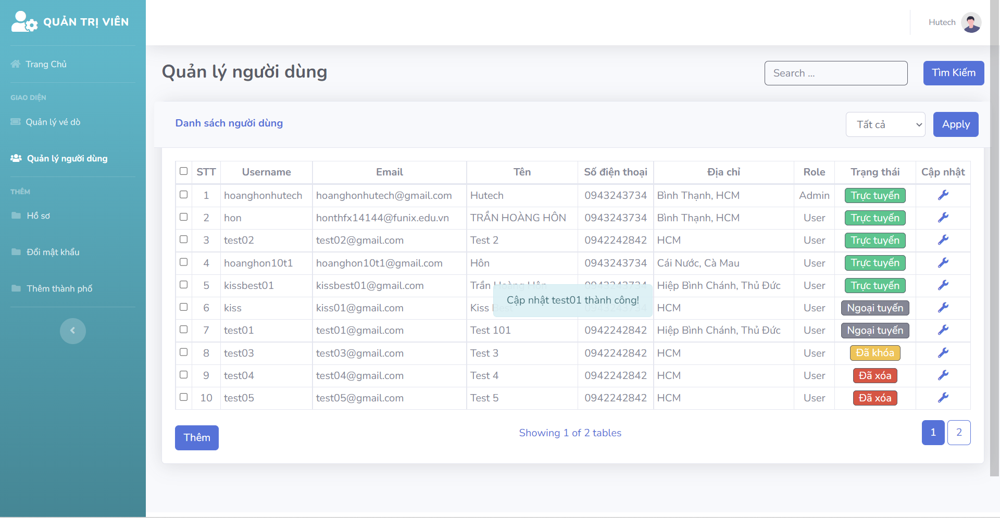 QUẢN TRỊ VIÊN
Hutech
Trang Chủ
GIAO DIỆN
Quản lý vé dò
Quản lý người dùng
THÊM
Hồ sơ
Đổi mật khẩu
Thêm thành phố
Quản lý người dùng
Search ...
Tìm Kiếm
Danh sách người dùng
Tất cả
Apply
STT Username Email Tên Số điện thoại Địa chỉ Role Trạng thái Cập nhật
1 hoanghonhutech hoanghonhutech@gmail.com Hutech 0943243734 Bình Thạnh, HCM Admin Trực tuyến
2 hon honthfx14144@funix.edu.vn TRẦN HOÀNG HÔN 0943243734 Bình Thạnh, HCM User Trực tuyến
3 test02 test02@gmail.com Test 2 0942242842 HCM User Trực tuyến
4 hoanghon10t1 hoanghon10t1@gmail.com Hôn 0943243734 Cái Nước, Cà Mau User Trực tuyến
5 kissbest01 kissbest01@gmail.com Trần Hoàng Hôn 0943243734 Hiệp Bình Chánh, Thủ Đức User Trực tuyến
Cập nhật test01 thành công!
6 kiss kiss01@gmail.com Kiss Best 0943243734 HCM User Ngoại tuyến
7 test01 test01@gmail.com Test 101 0942242842 Hiệp Bình Chánh, Thủ Đức User Ngoại tuyến
8 test03 test03@gmail.com Test 3 0942242842 HCM User Đã khóa
9 test04 test04@gmail.com Test 4 0942242842 HCM User Đã xóa
10 test05 test05@gmail.com Test 5 0942242842 HCM User Đã xóa
Thêm
Showing 1 of 2 tables
1 2